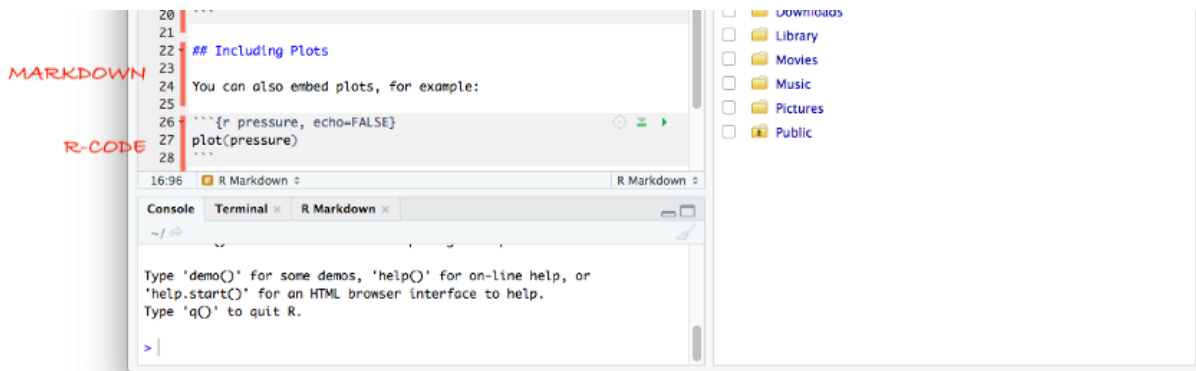 20 ```
21
22 ## Including Plots
MARKDOWN
23
24 You can also embed plots, for example:
25
26 ```{r pressure, echo=FALSE}
R-CODE
27 plot(pressure)
28 ```
16:96 R Markdown R Markdown
Console Terminal R Markdown
~/
Type 'demo()' for some demos, 'help()' for on-line help, or
'help.start()' for an HTML browser interface to help.
Type 'q()' to quit R.
>
Downloads
Library
Movies
Music
Pictures
Public